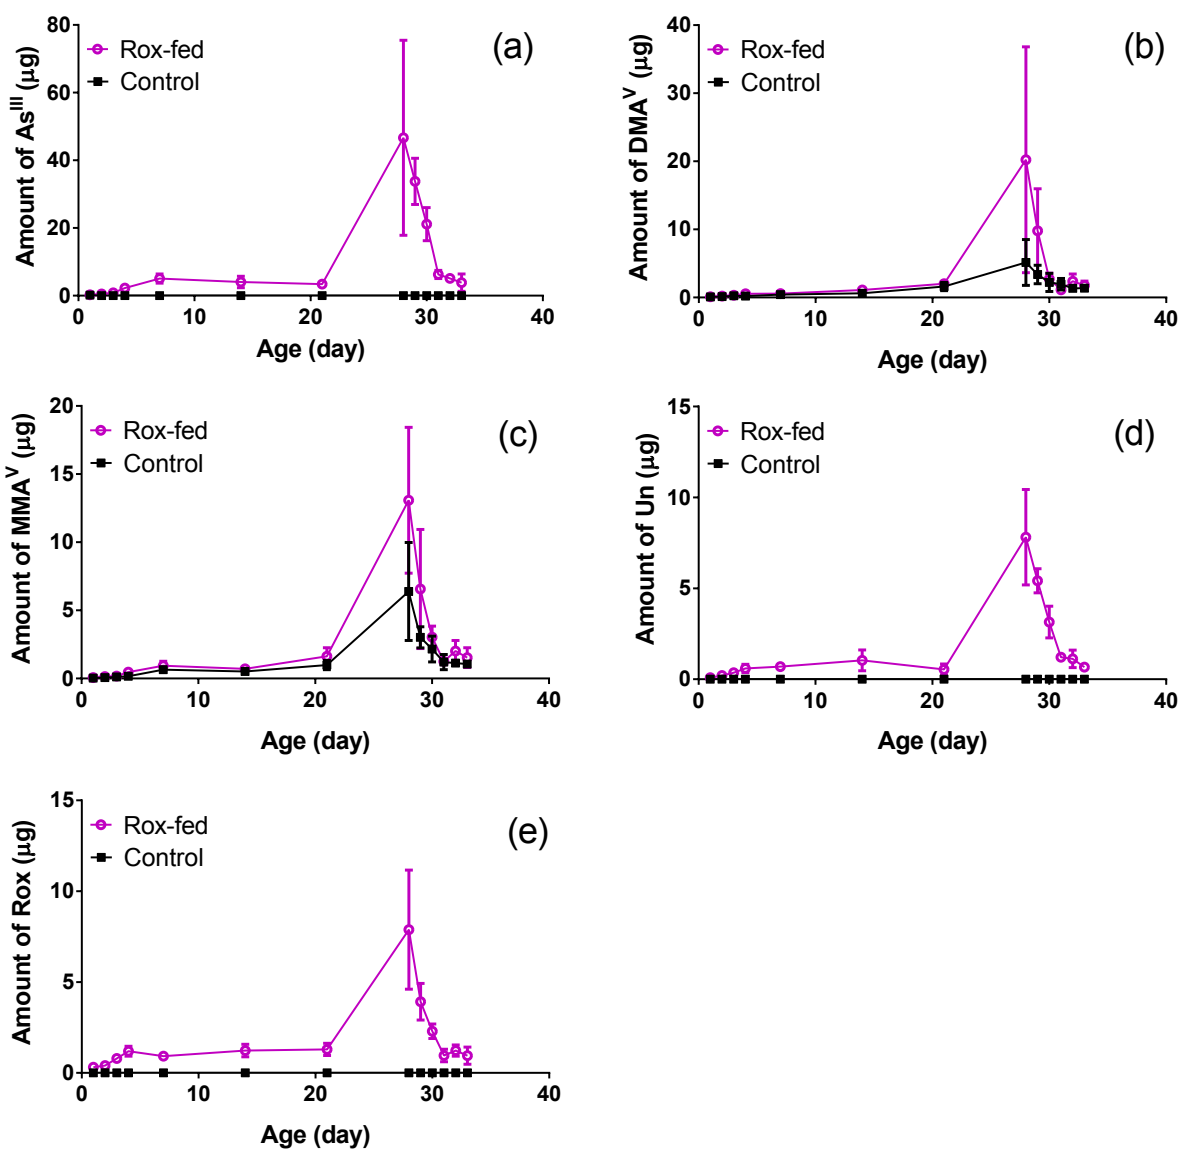 (a)
Rox-fed
Control
Amount of As^III (µg)
80
60
40
20
0
0 10 20 30 40
Age (day)
(b)
Rox-fed
Control
Amount of DMA^V (µg)
40
30
20
10
0
0 10 20 30 40
Age (day)
(c)
Rox-fed
Control
Amount of MMA^V (µg)
20
15
10
5
0
0 10 20 30 40
Age (day)
(d)
Rox-fed
Control
Amount of Un (µg)
15
10
5
0
0 10 20 30 40
Age (day)
(e)
Rox-fed
Control
Amount of Rox (µg)
15
10
5
0
0 10 20 30 40
Age (day)